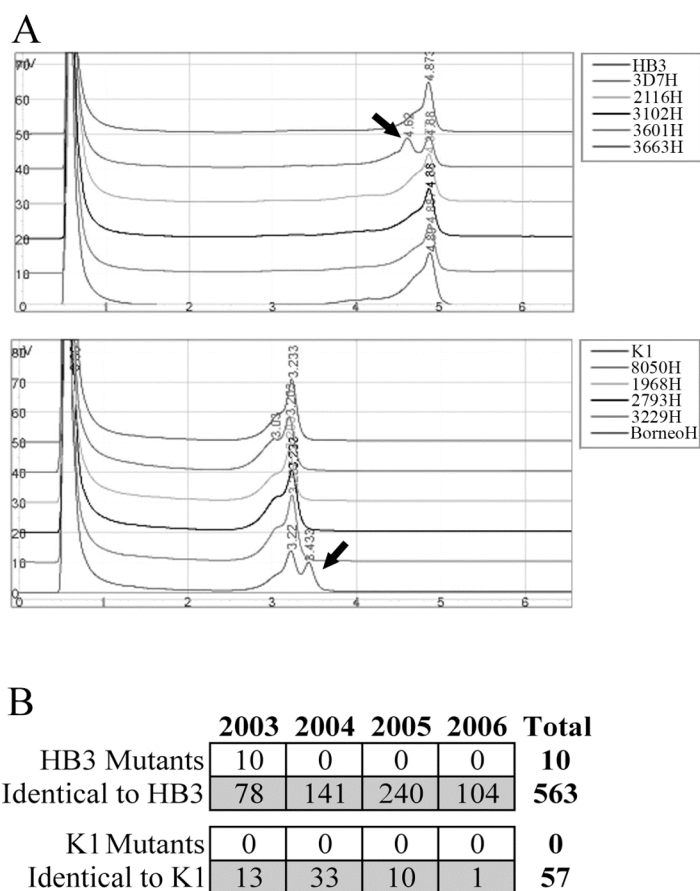 A
mV
70
60
50
40
30
20
10
0 1 2 3 4 5 6
4.873
4.62 4.88
4.88
4.89
HB3
3D7H
2116H
3102H
3601H
3663H
mV
80
70
60
50
40
30
20
10
0
0 1 2 3 4 5 6
3.233
3.03 3.203
3.233
3.22 3.433
K1
8050H
1968H
2793H
3229H
BorneoH
B
2003 2004 2005 2006 Total
HB3 Mutants 10 0 0 0 10
Identical to HB3 78 141 240 104 563
K1 Mutants 0 0 0 0 0
Identical to K1 13 33 10 1 57